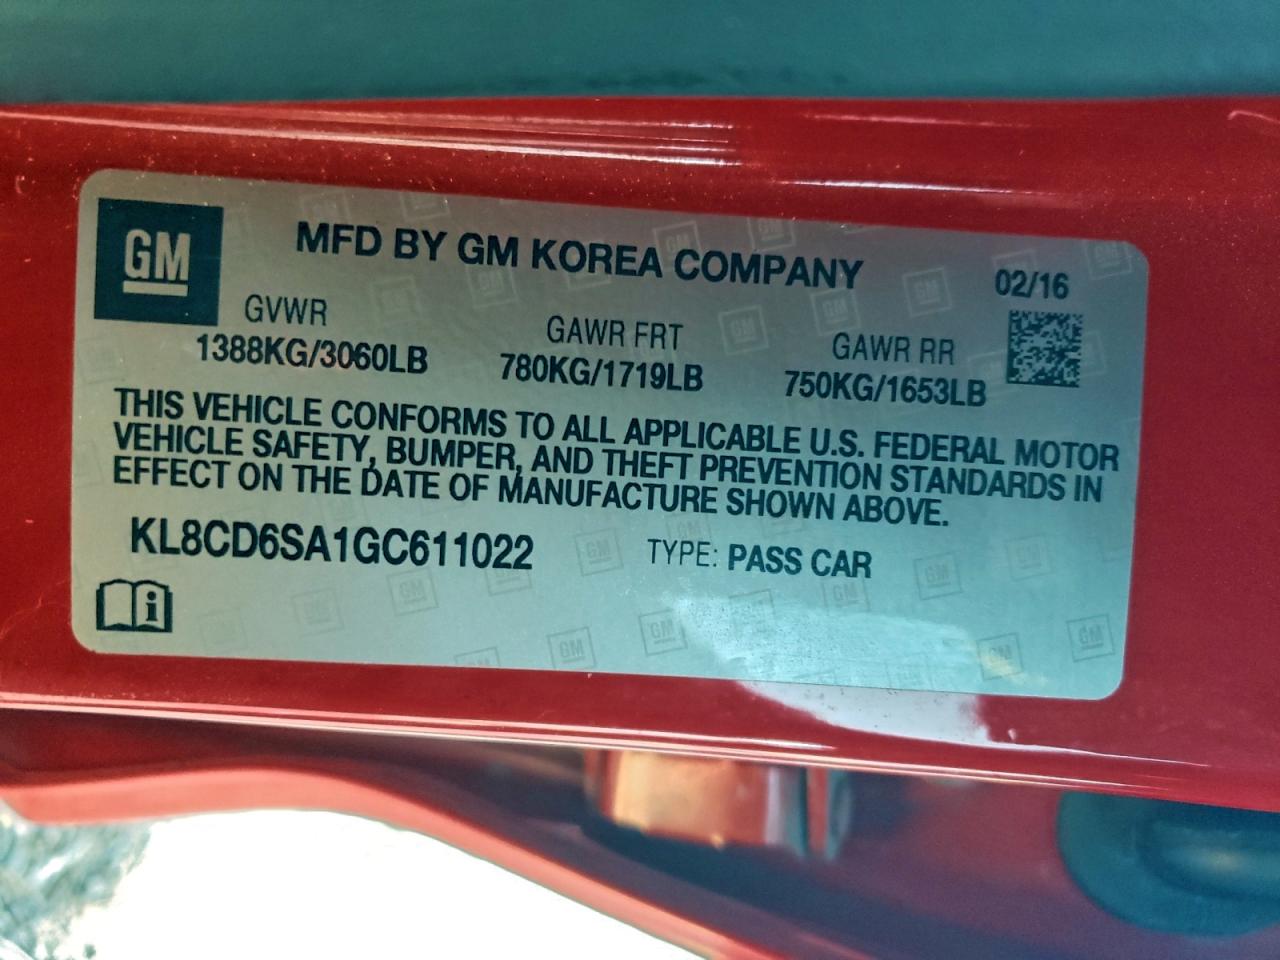 GM
MFD BY GM KOREA COMPANY
02/16
GVWR
1388KG/3060LB
GAWR FRT
780KG/1719LB
GAWR RR
750KG/1653LB
THIS VEHICLE CONFORMS TO ALL APPLICABLE U.S. FEDERAL MOTOR
VEHICLE SAFETY, BUMPER, AND THEFT PREVENTION STANDARDS IN
EFFECT ON THE DATE OF MANUFACTURE SHOWN ABOVE.
KL8CD6SA1GC611022
TYPE: PASS CAR